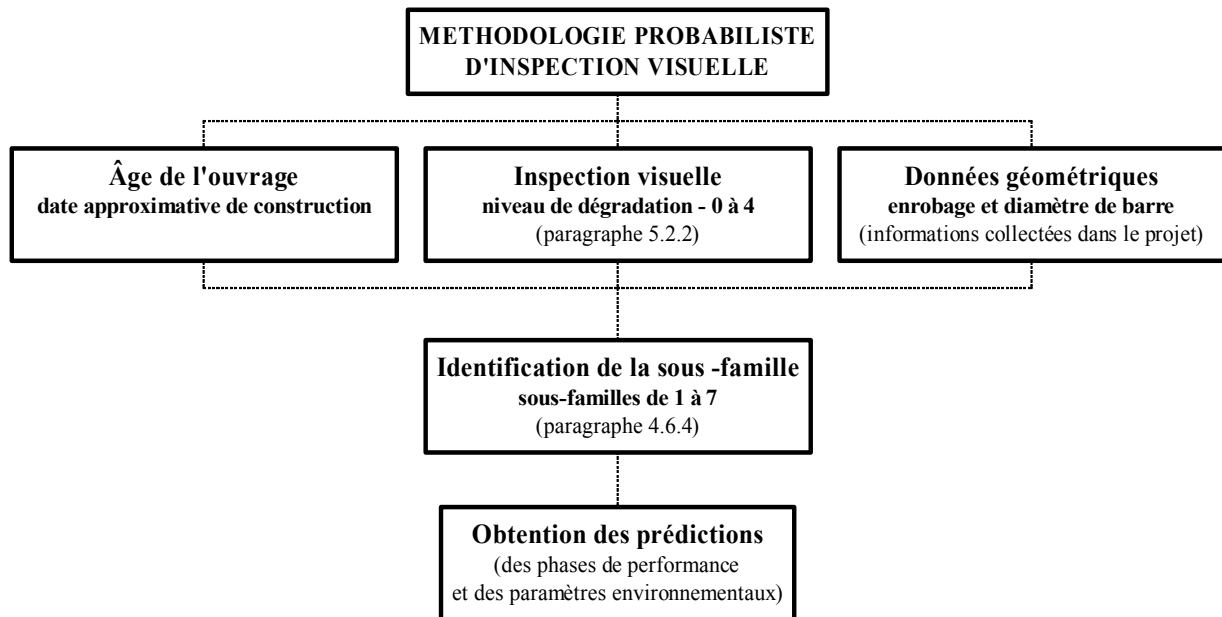 METHODOLOGIE PROBABILISTE
D'INSPECTION VISUELLE
Âge de l'ouvrage
date approximative de construction
Inspection visuelle
niveau de dégradation - 0 à 4
(paragraphe 5.2.2)
Données géométriques
enrobage et diamètre de barre
(informations collectées dans le projet)
Identification de la sous -famille
sous-familles de 1 à 7
(paragraphe 4.6.4)
Obtention des prédictions
(des phases de performance
et des paramètres environnementaux)